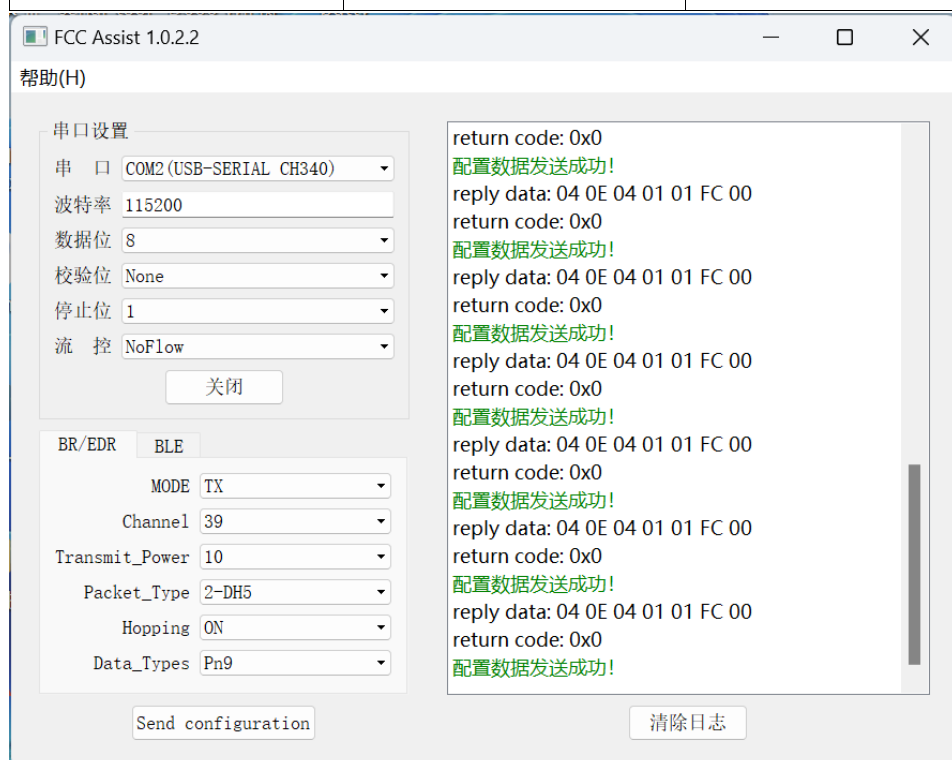 FCC Assist 1.0.2.2
帮助(H)
串口设置
串 口 COM2(USB-SERIAL CH340)
波特率 115200
数据位 8
校验位 None
停止位 1
流 控 NoFlow
关闭
BR/EDR BLE
MODE TX
Channel 39
Transmit_Power 10
Packet_Type 2-DH5
Hopping ON
Data_Types Pn9
Send configuration
return code: 0x0
配置数据发送成功!
reply data: 04 0E 04 01 01 FC 00
return code: 0x0
配置数据发送成功!
reply data: 04 0E 04 01 01 FC 00
return code: 0x0
配置数据发送成功!
reply data: 04 0E 04 01 01 FC 00
return code: 0x0
配置数据发送成功!
reply data: 04 0E 04 01 01 FC 00
return code: 0x0
配置数据发送成功!
reply data: 04 0E 04 01 01 FC 00
return code: 0x0
配置数据发送成功!
reply data: 04 0E 04 01 01 FC 00
return code: 0x0
配置数据发送成功!
清除日志